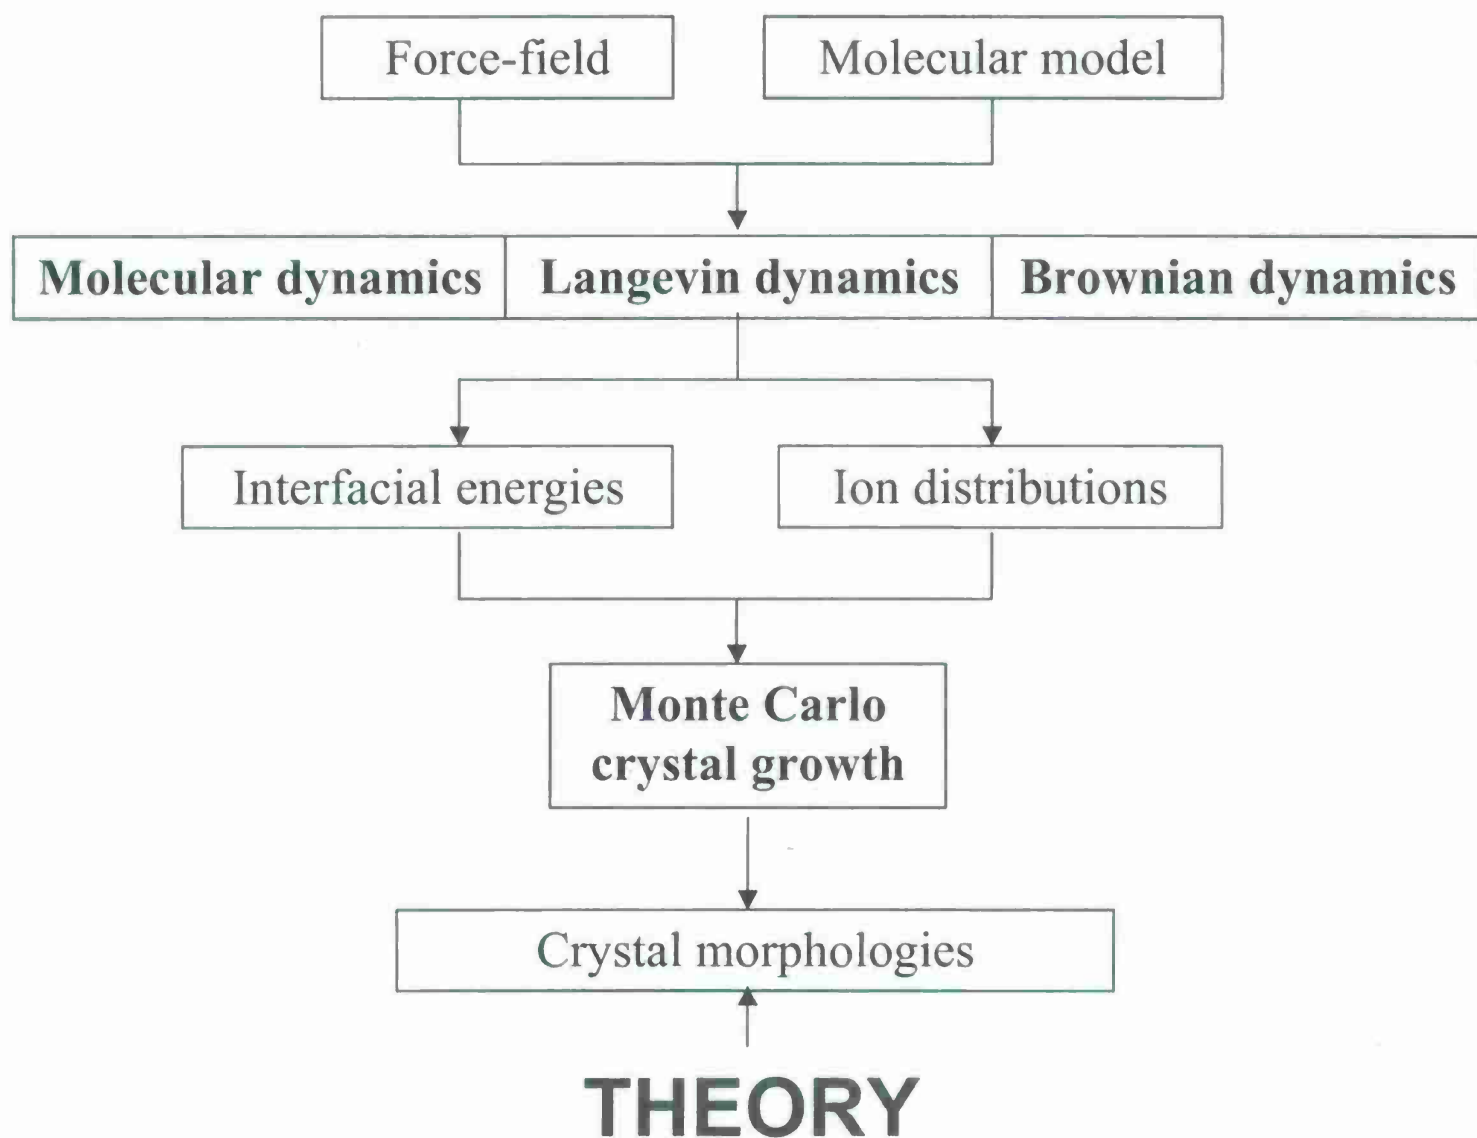 Force-field
Molecular model
Molecular dynamics
Langevin dynamics
Brownian dynamics
Interfacial energies
Ion distributions
Monte Carlo
crystal growth
Crystal morphologies
THEORY